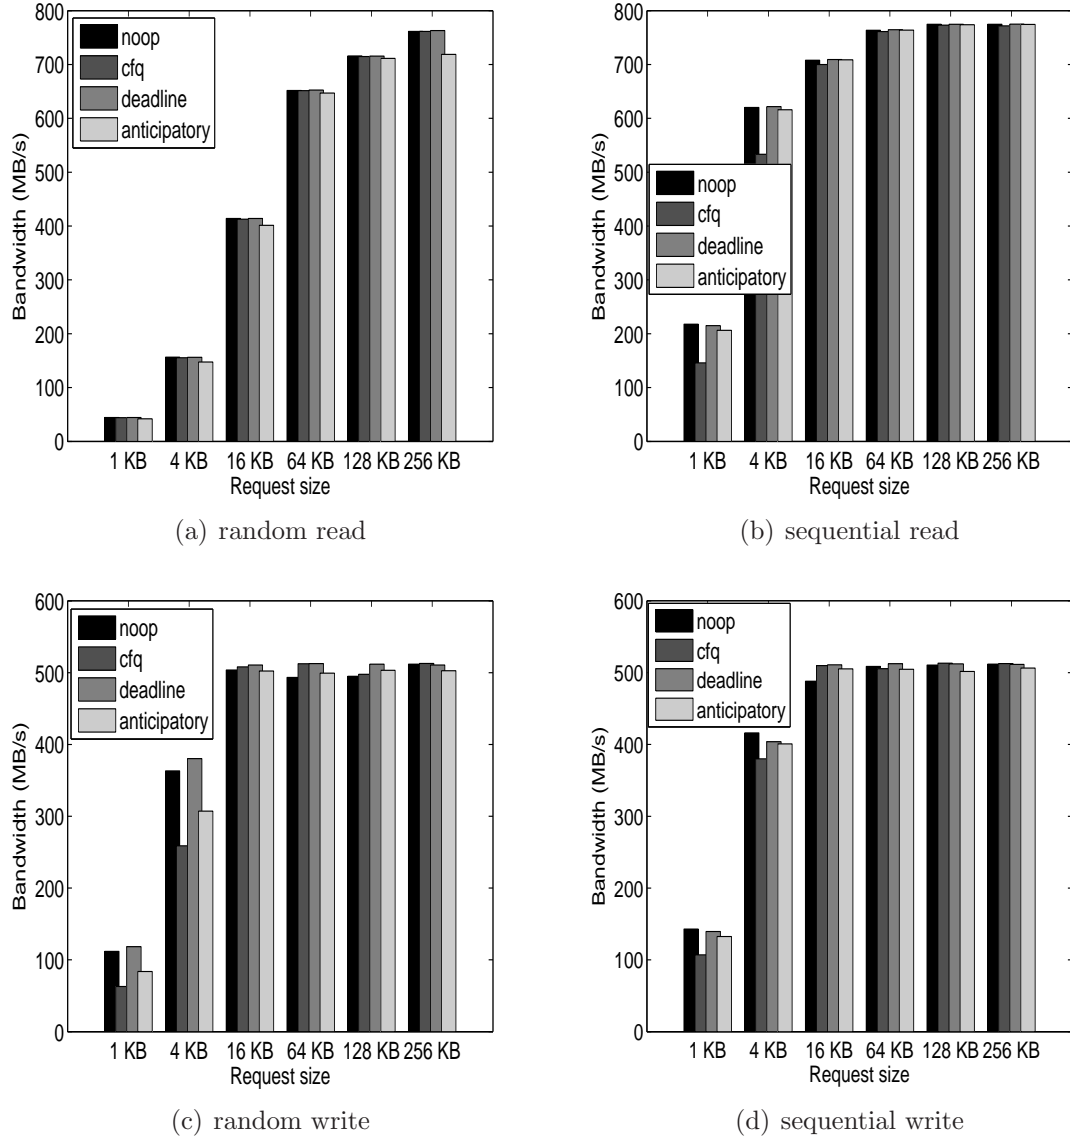 800
700
600
500
400
300
200
100
0
Bandwidth (MB/s)
noop
cfq
deadline
anticipatory
1 KB 4 KB 16 KB 64 KB 128 KB 256 KB
Request size
(a) random read
800
700
600
500
400
300
200
100
0
Bandwidth (MB/s)
noop
cfq
deadline
anticipatory
1 KB 4 KB 16 KB 64 KB 128 KB 256 KB
Request size
(b) sequential read
600
500
400
300
200
100
0
Bandwidth (MB/s)
noop
cfq
deadline
anticipatory
1 KB 4 KB 16 KB 64 KB 128 KB 256 KB
Request size
(c) random write
600
500
400
300
200
100
0
Bandwidth (MB/s)
noop
cfq
deadline
anticipatory
1 KB 4 KB 16 KB 64 KB 128 KB 256 KB
Request size
(d) sequential write